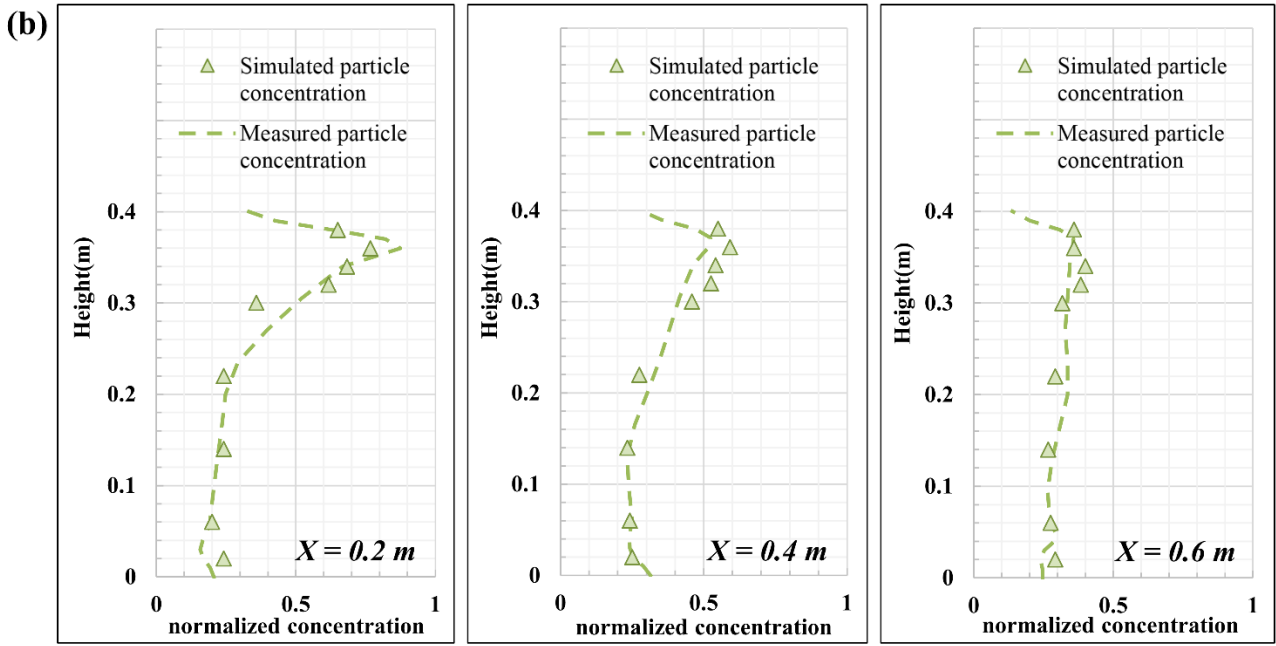 (b)
Simulated particle
concentration
Measured particle
concentration
0.4
0.3
0.2
0.1
0
Height(m)
X = 0.2 m
0
0.5
1
normalized concentration
Simulated particle
concentration
Measured particle
concentration
0.4
0.3
0.2
0.1
0
Height(m)
X = 0.4 m
0
0.5
1
normalized concentration
Simulated particle
concentration
Measured particle
concentration
0.4
0.3
0.2
0.1
0
Height(m)
X = 0.6 m
0
0.5
1
normalized concentration